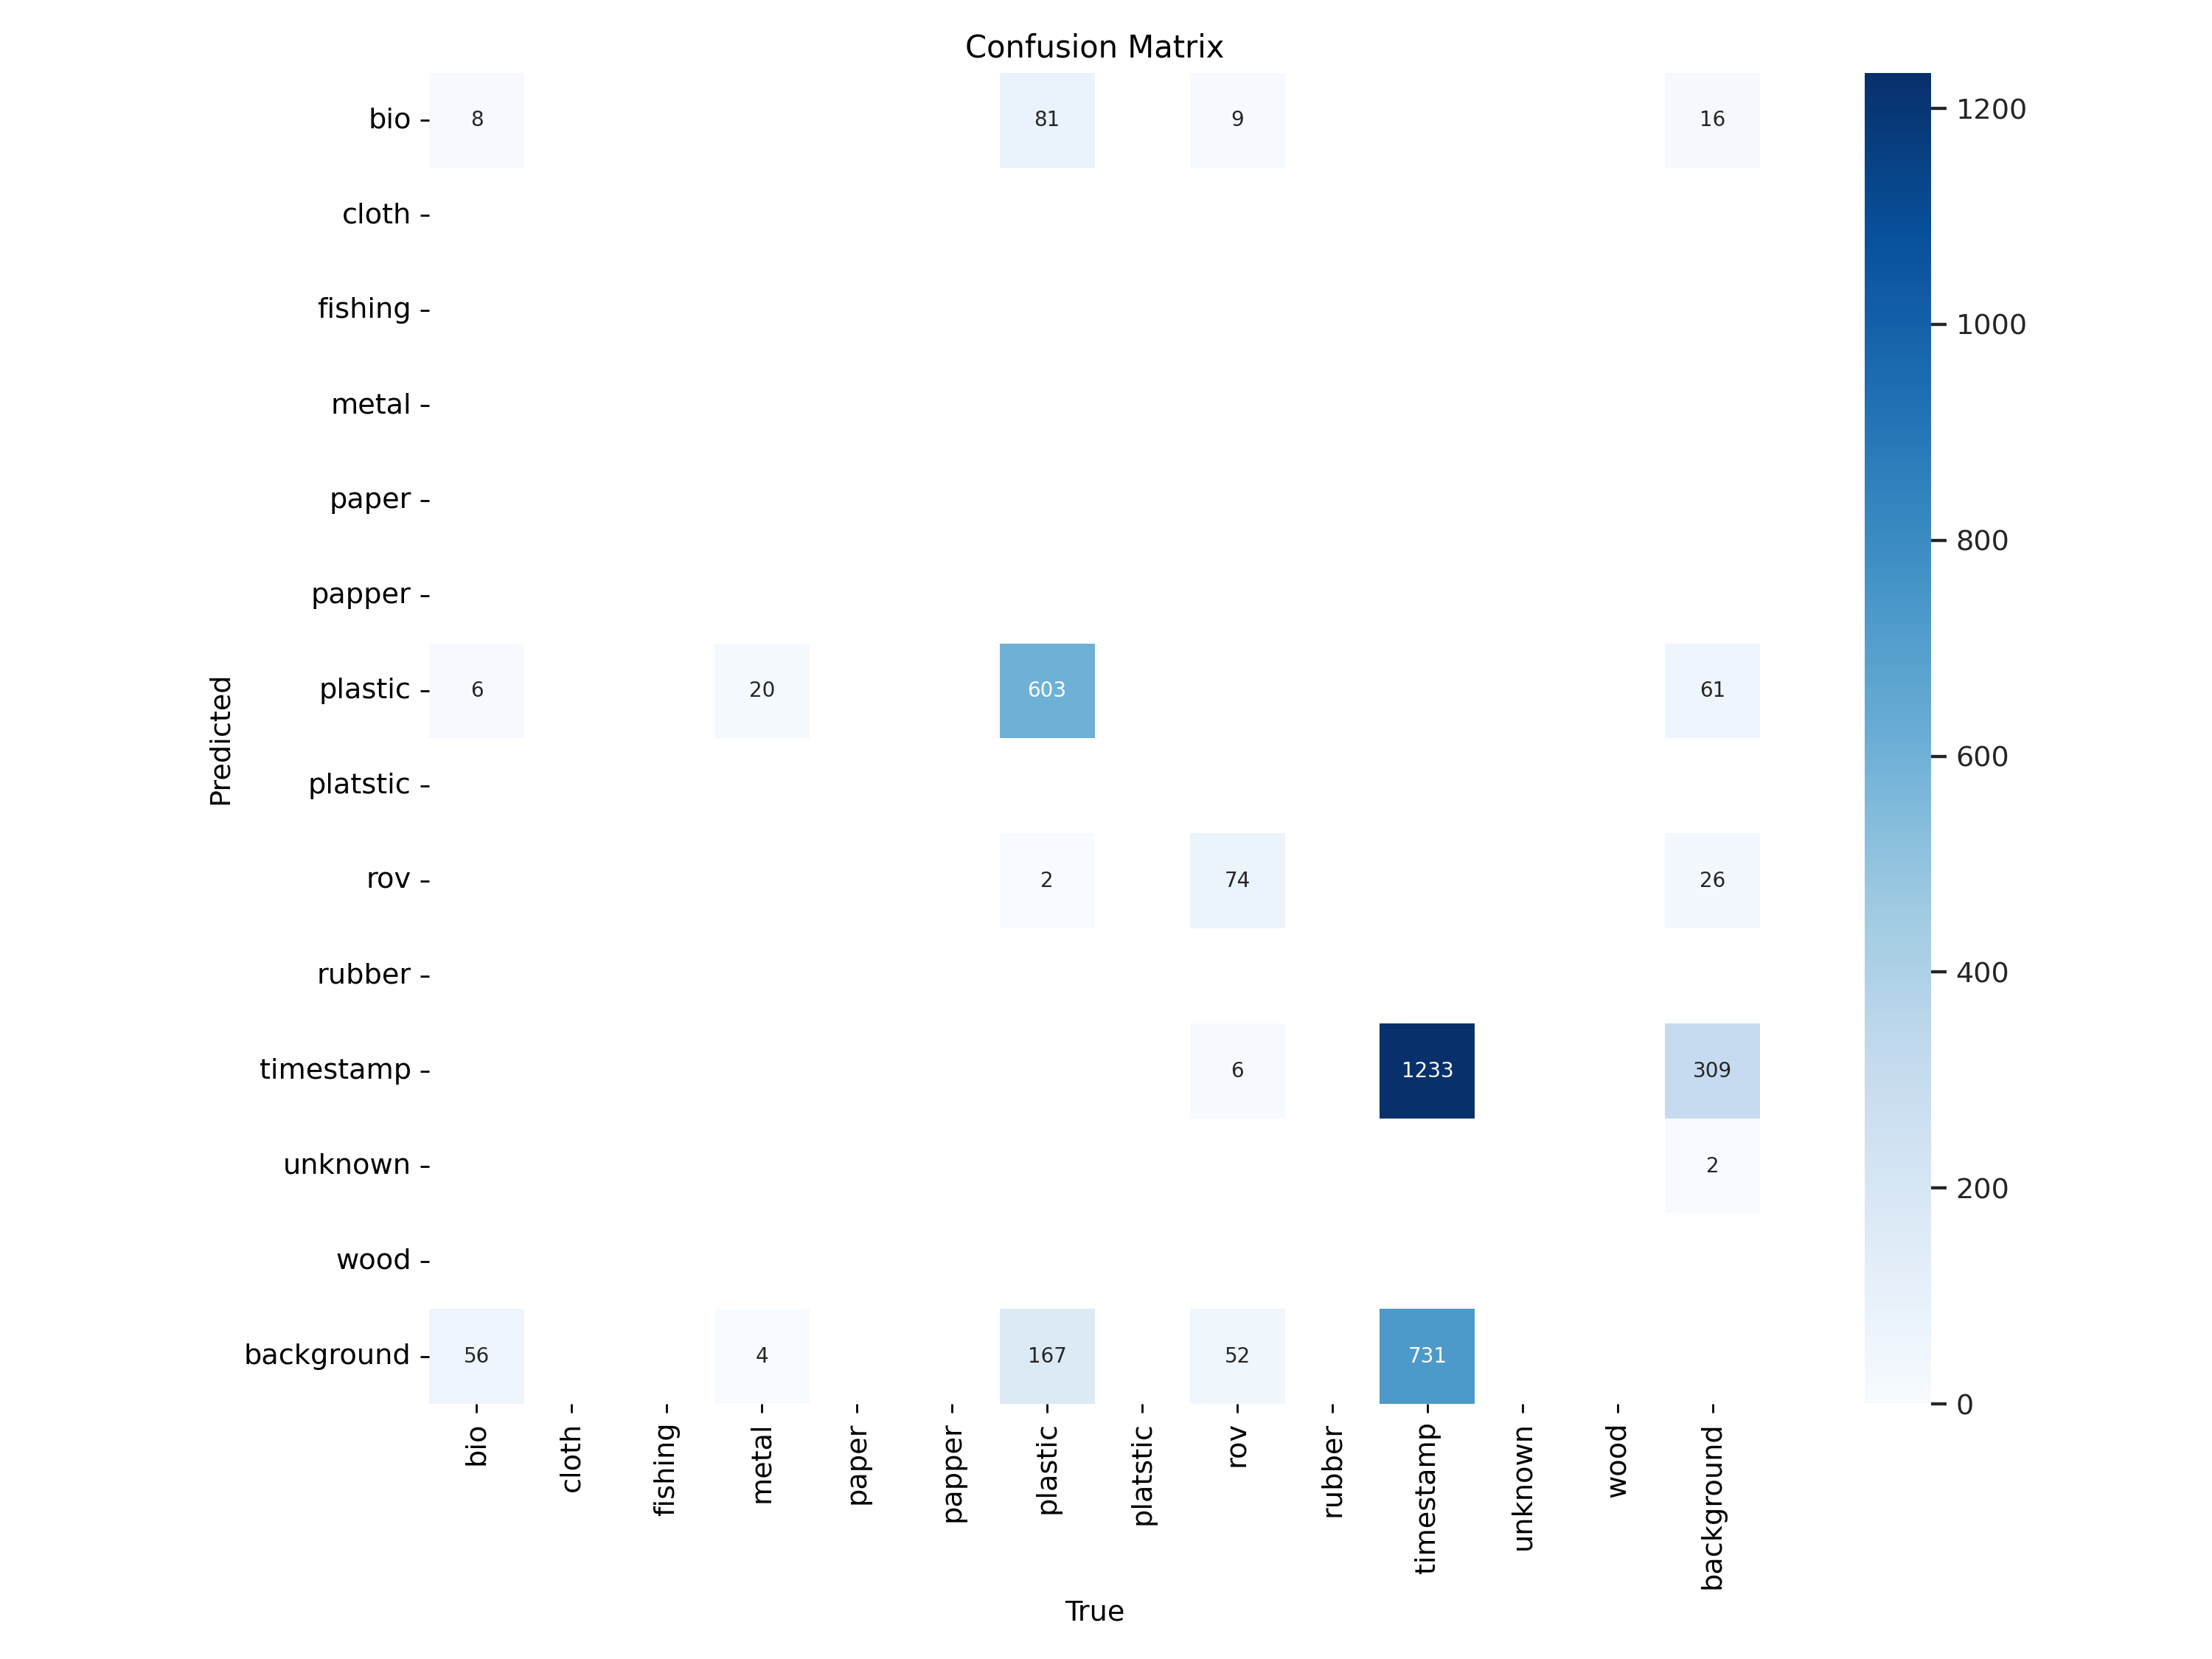 Confusion Matrix
bio 8 81 9 16
cloth
fishing
metal
paper
papper
plastic 6 20 603 61
platstic
rov 2 74 26
rubber
timestamp 6 1233 309
unknown 2
wood
background 56 4 167 52 731
Predicted
bio cloth fishing metal paper papper plastic platstic rov rubber timestamp unknown wood background
True
1200
1000
800
600
400
200
0